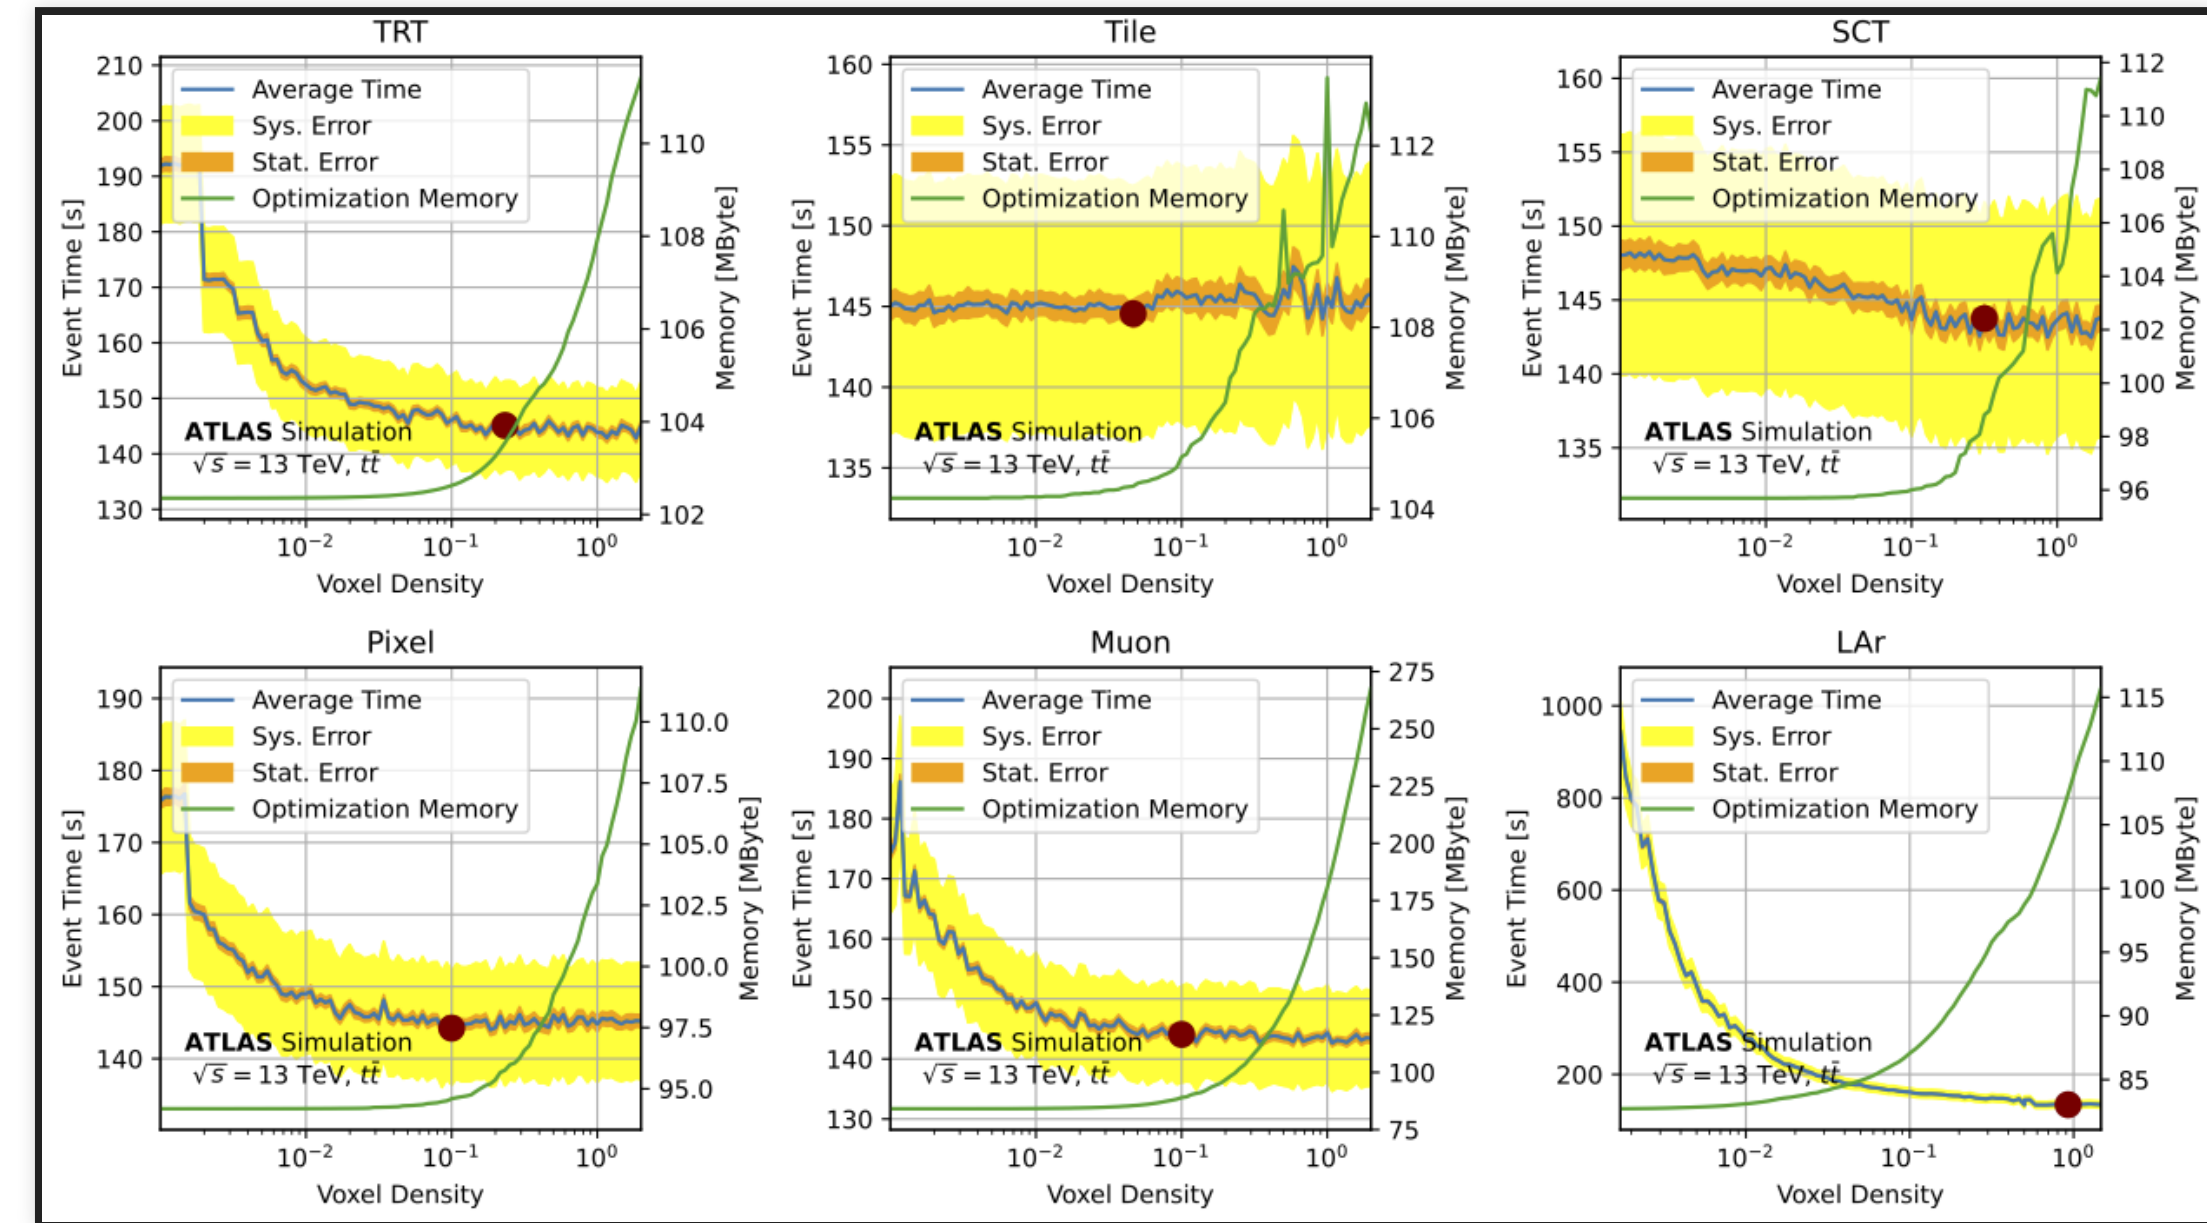 TRT
Average Time
Sys. Error
Stat. Error
Optimization Memory
ATLAS Simulation
√s = 13 TeV, tt̄
210
200
190
180
170
160
150
140
130
Event Time [s]
110
108
106
104
102
Memory [MByte]
10⁻²
10⁻¹
10⁰
Voxel Density
Tile
Average Time
Sys. Error
Stat. Error
Optimization Memory
ATLAS Simulation
√s = 13 TeV, tt̄
160
155
150
145
140
135
Event Time [s]
112
110
108
106
104
Memory [MByte]
10⁻²
10⁻¹
10⁰
Voxel Density
SCT
Average Time
Sys. Error
Stat. Error
Optimization Memory
ATLAS Simulation
√s = 13 TeV, tt̄
160
155
150
145
140
135
Event Time [s]
112
110
108
106
104
102
100
98
96
Memory [MByte]
10⁻²
10⁻¹
10⁰
Voxel Density
Pixel
Average Time
Sys. Error
Stat. Error
Optimization Memory
ATLAS Simulation
√s = 13 TeV, tt̄
190
180
170
160
150
140
Event Time [s]
110.0
107.5
105.0
102.5
100.0
97.5
95.0
Memory [MByte]
10⁻²
10⁻¹
10⁰
Voxel Density
Muon
Average Time
Sys. Error
Stat. Error
Optimization Memory
ATLAS Simulation
√s = 13 TeV, tt̄
200
190
180
170
160
150
140
130
Event Time [s]
275
250
225
200
175
150
125
100
75
Memory [MByte]
10⁻²
10⁻¹
10⁰
Voxel Density
LAr
Average Time
Sys. Error
Stat. Error
Optimization Memory
ATLAS Simulation
√s = 13 TeV, tt̄
1000
800
600
400
200
Event Time [s]
115
110
105
100
95
90
85
Memory [MByte]
10⁻²
10⁻¹
10⁰
Voxel Density